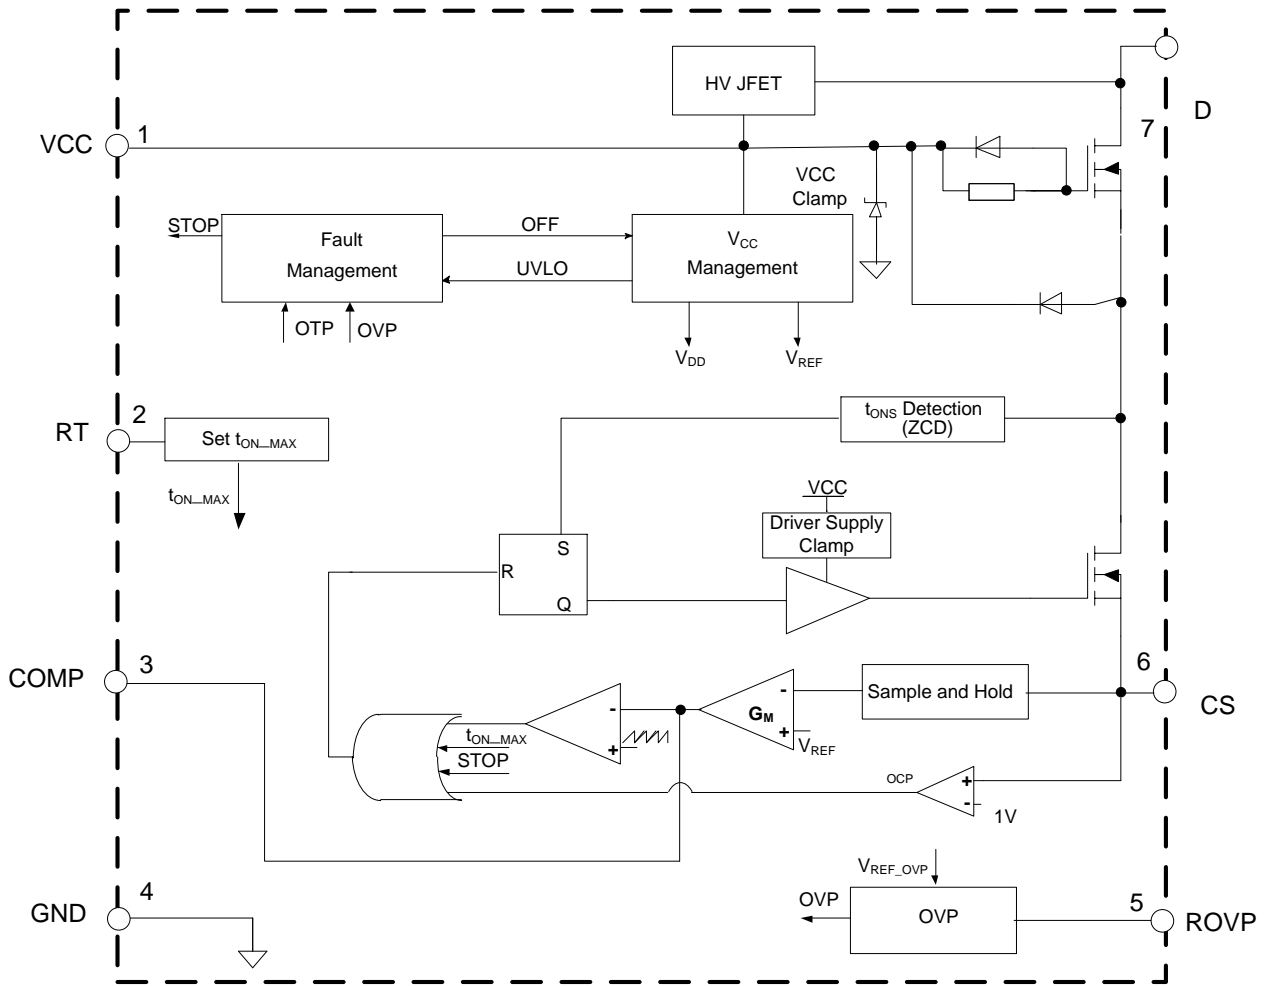 HV JFET
D
7
VCC
1
VCC
Clamp
STOP
Fault
Management
OFF
UVLO
VCC
Management
OTP
OVP
VDD
VREF
RT
2
Set tON_MAX
tON_MAX
tONS Detection
(ZCD)
VCC
Driver Supply
Clamp
S
R
Q
COMP
3
6
CS
Sample and Hold
-
GM
+
VREF
-
+
tON_MAX
STOP
OCP
+
-
1V
VREF_OVP
OVP
OVP
GND
4
5
ROVP